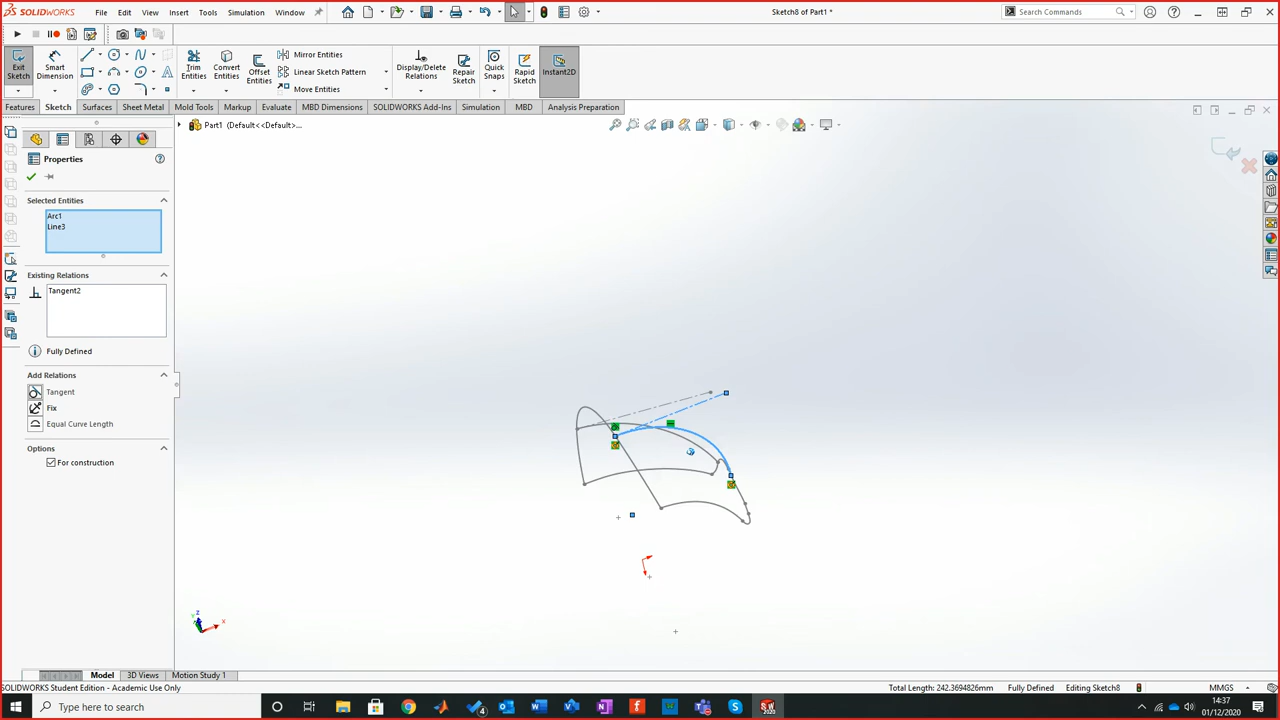 SOLIDWORKS File Edit View Insert Tools Simulation Window Sketch8 of Part1 * Search Commands
Exit Sketch Smart Dimension Trim Entities Convert Entities Offset Entities Mirror Entities Linear Sketch Pattern Move Entities Display/Delete Relations Repair Sketch Quick Snaps Rapid Sketch Instant2D
Features Sketch Surfaces Sheet Metal Mold Tools Markup Evaluate MBD Dimensions SOLIDWORKS Add-Ins Simulation MBD Analysis Preparation
Part1 (Default<<Default>...
Properties
Selected Entities
Arc1
Line3
Existing Relations
Tangent2
Fully Defined
Add Relations
Tangent
Fix
Equal Curve Length
Options
For construction
Z
Y
X
Model 3D Views Motion Study 1
SOLIDWORKS Student Edition - Academic Use Only Total Length: 242.3694826mm Fully Defined Editing Sketch8 MMGS
Type here to search
14:37
01/12/2020